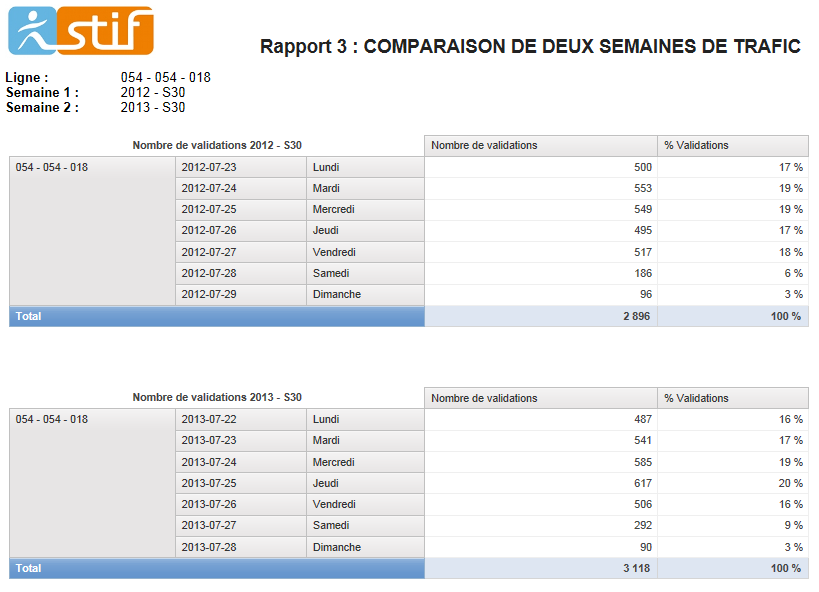 stif
Rapport 3 : COMPARAISON DE DEUX SEMAINES DE TRAFIC
Ligne : 054 - 054 - 018
Semaine 1 : 2012 - S30
Semaine 2 : 2013 - S30
Nombre de validations 2012 - S30 Nombre de validations % Validations
054 - 054 - 018 2012-07-23 Lundi 500 17 %
2012-07-24 Mardi 553 19 %
2012-07-25 Mercredi 549 19 %
2012-07-26 Jeudi 495 17 %
2012-07-27 Vendredi 517 18 %
2012-07-28 Samedi 186 6 %
2012-07-29 Dimanche 96 3 %
Total 2 896 100 %
Nombre de validations 2013 - S30 Nombre de validations % Validations
054 - 054 - 018 2013-07-22 Lundi 487 16 %
2013-07-23 Mardi 541 17 %
2013-07-24 Mercredi 585 19 %
2013-07-25 Jeudi 617 20 %
2013-07-26 Vendredi 506 16 %
2013-07-27 Samedi 292 9 %
2013-07-28 Dimanche 90 3 %
Total 3 118 100 %